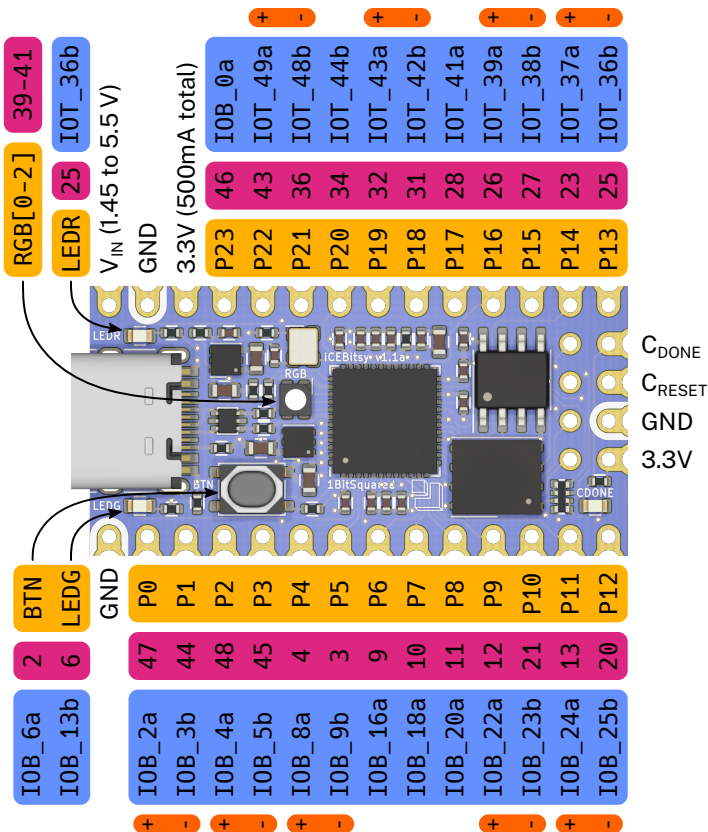 RGB[0-2] 39-41
LEDR 25 IOT_36b
VIN (1.45 to 5.5 V)
GND
3.3V (500mA total)
P23 46 IOB_0a
P22 43 IOT_49a +
P21 36 IOT_48b -
P20 34 IOT_44b
P19 32 IOT_43a +
P18 31 IOT_42b -
P17 28 IOT_41a
P16 26 IOT_39a +
P15 27 IOT_38b -
P14 23 IOT_37a +
P13 25 IOT_36b -
LEDR
RGB
iCEBitsy v1.1a
BTN
1BitSquared
LEDG
CDONE
CDONE
CRESET
GND
3.3V
IOB_6a 2 BTN
IOB_13b 6 LEDG
GND
+ IOB_2a 47 P0
- IOB_3b 44 P1
+ IOB_4a 48 P2
- IOB_5b 45 P3
+ IOB_8a 4 P4
- IOB_9b 3 P5
IOB_16a 9 P6
IOB_18a 10 P7
IOB_20a 11 P8
+ IOB_22a 12 P9
- IOB_23b 21 P10
+ IOB_24a 13 P11
- IOB_25b 20 P12